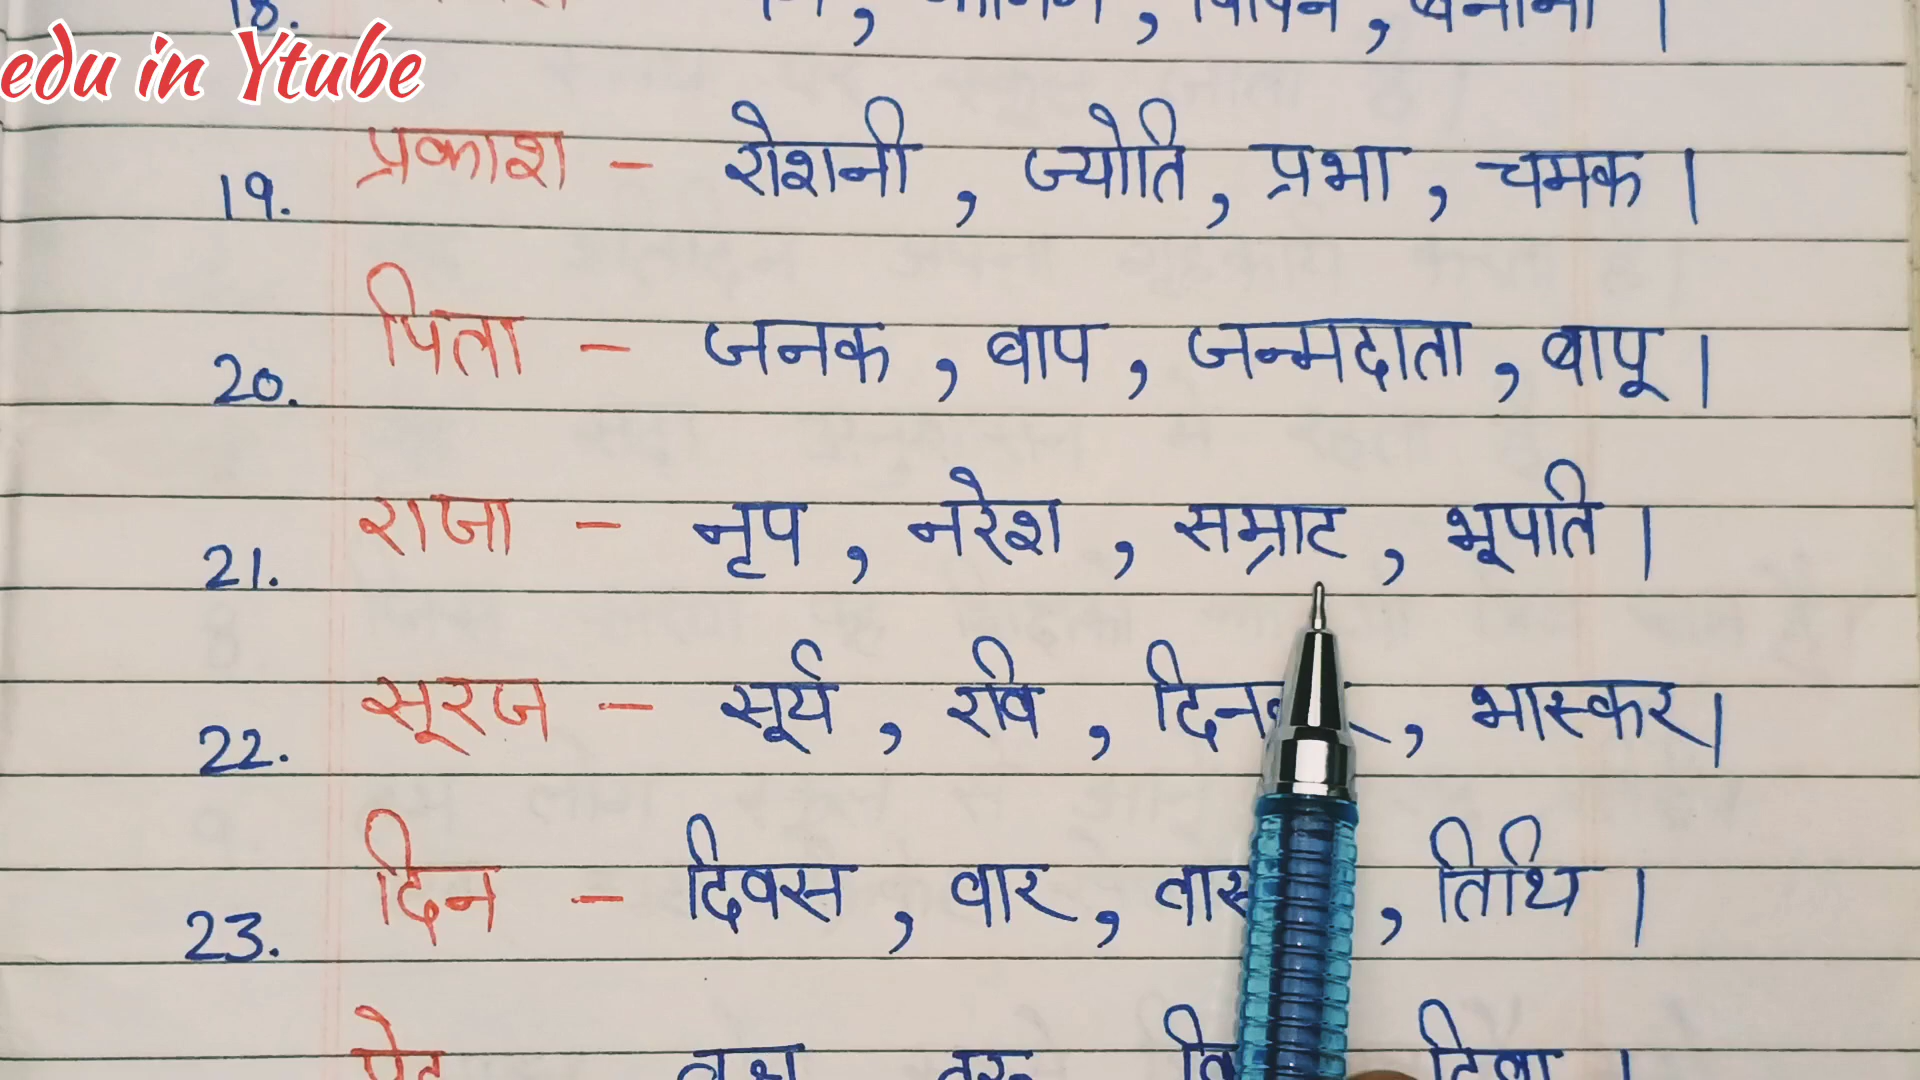 18.
edu in Ytube
19. प्रकाश - रोशनी, ज्योति, प्रभा, चमक।
20. पिता - जनक, बाप, जन्मदाता, बापू।
21. राजा - नृप, नरेश, सम्राट, भूपति।
22. सूरज - सूर्य, रवि, , भास्कर।
23. दिन - दिवस, वार, , तिथि।